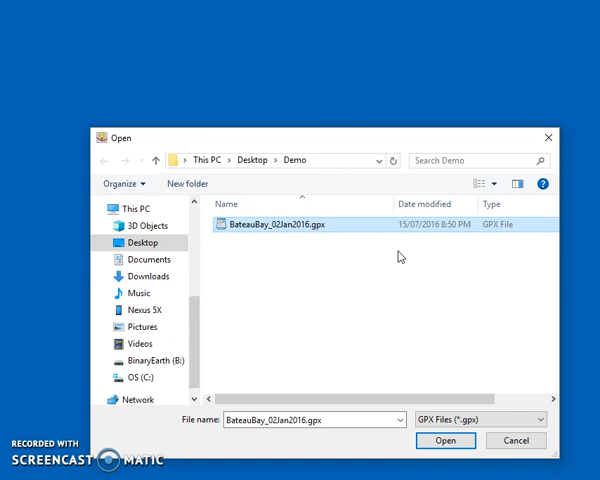 Open
This PC
Desktop
Demo
Search Demo
Organize
New folder
Name
Date modified
Type
This PC
3D Objects
Desktop
Documents
Downloads
Music
Nexus 5X
Pictures
Videos
BinaryEarth (B:)
OS (C:)
Network
BateauBay_02Jan2016.gpx
15/07/2016 8:50 PM
GPX File
File name:
BateauBay_02Jan2016.gpx
GPX Files (*.gpx)
Open
Cancel
RECORDED WITH
SCREENCAST MATIC